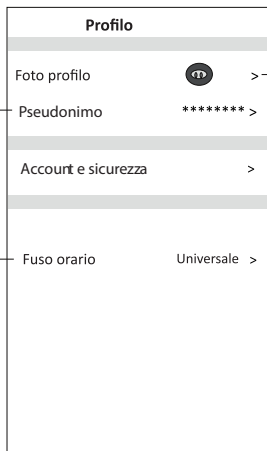 Profilo
Foto profilo >
Pseudonimo ******** >
Account e sicurezza >
Fuso orario Universale >